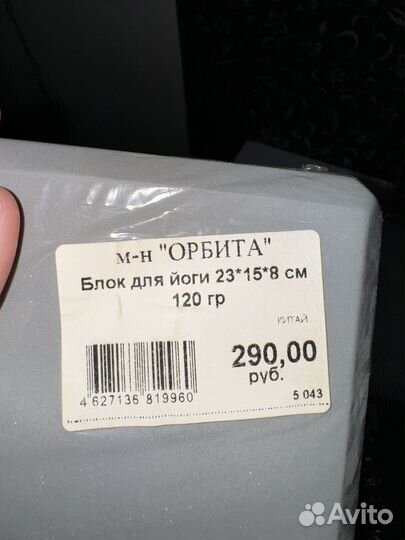 м-н "ОРБИТА"
Блок для йоги 23*15*8 см
120 гр
КИТАЙ
290,00
руб.
4 627136 819960
5 043
Avito